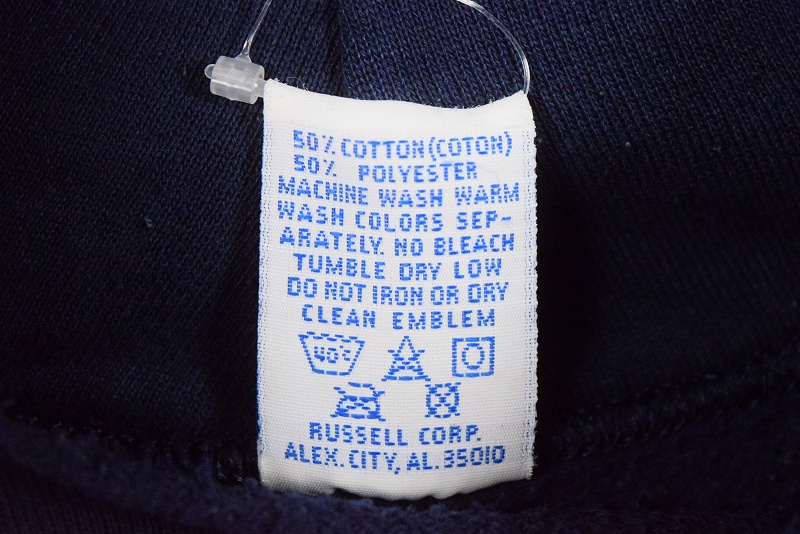 50% COTTON (COTON)
50% POLYESTER
MACHINE WASH WARM
WASH COLORS SEP-
ARATELY. NO BLEACH
TUMBLE DRY LOW
DO NOT IRON OR DRY
CLEAN EMBLEM
40°C
RUSSELL CORP.
ALEX. CITY, AL. 35010